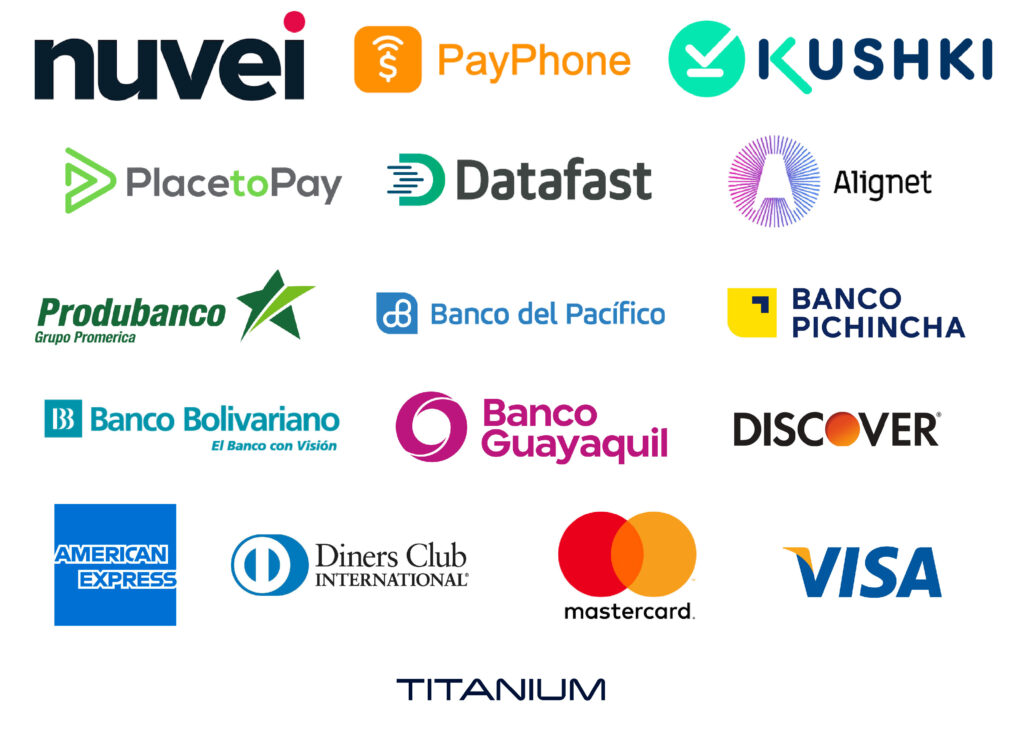 nuvei
PayPhone
KUSHKI
PlacetoPay
Datafast
Alignet
Produbanco
Grupo Promerica
Banco del Pacífico
BANCO
PICHINCHA
Banco Bolivariano
El Banco con Visión
Banco
Guayaquil
DISCOVER®
AMERICAN
EXPRESS
Diners Club
INTERNATIONAL®
mastercard.
VISA
TITANIUM